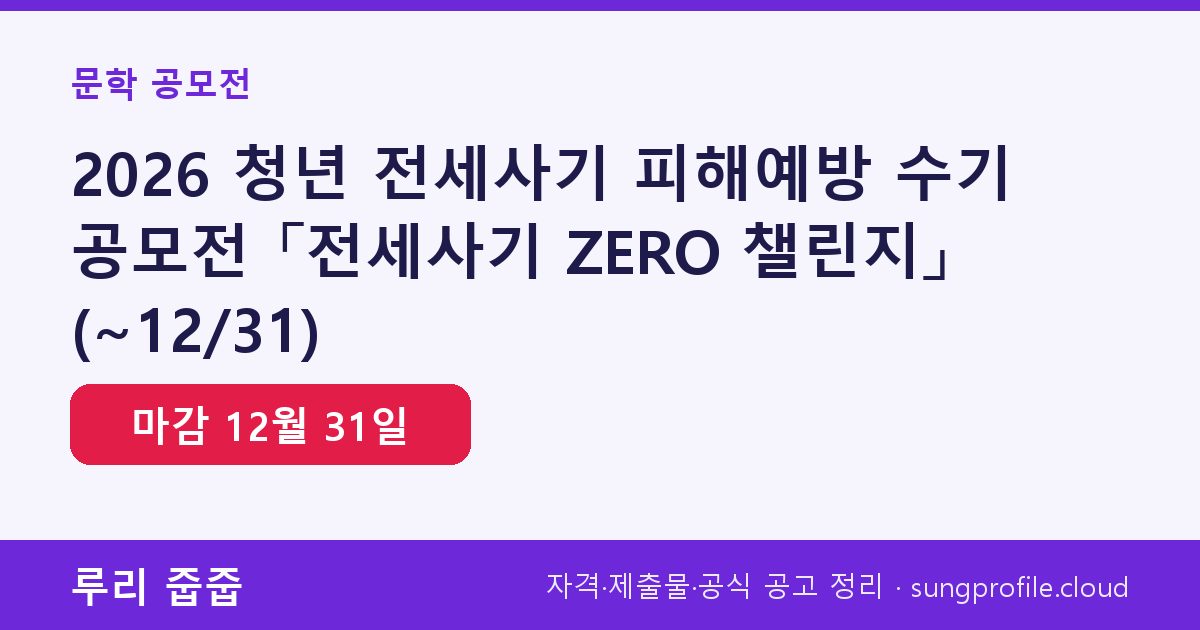 문학 공모전
2026 청년 전세사기 피해예방 수기
공모전 「전세사기 ZERO 챌린지」
(~12/31)
마감 12월 31일
루리 줍줍
자격·제출물·공식 공고 정리 · sungprofile.cloud